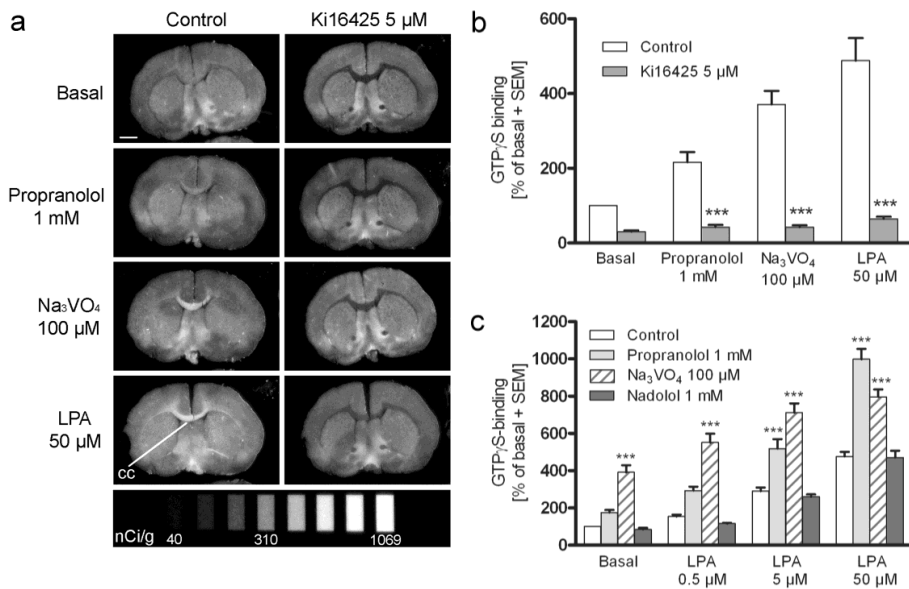 a
Control
Ki16425 5 µM
Basal
Propranolol
1 mM
Na₃VO₄
100 µM
LPA
50 µM
cc
nCi/g
40
310
1069
b
GTPγS binding
[% of basal + SEM]
600
400
200
0
Control
Ki16425 5 µM
***
***
***
Basal
Propranolol
1 mM
Na₃VO₄
100 µM
LPA
50 µM
c
GTPγS-binding
[% of basal + SEM]
1200
1000
800
600
400
200
0
Control
Propranolol 1 mM
Na₃VO₄ 100 µM
Nadolol 1 mM
***
***
***
***
***
***
Basal
LPA
0.5 µM
LPA
5 µM
LPA
50 µM